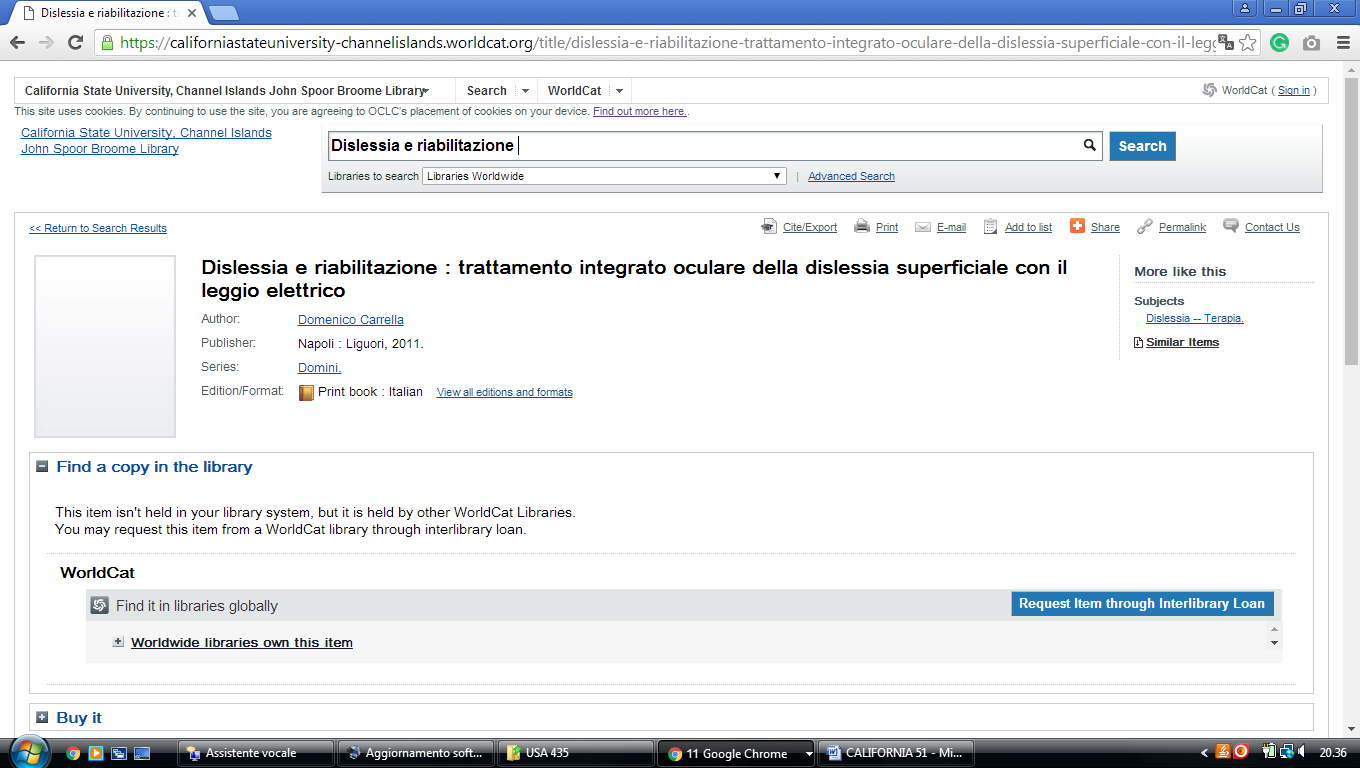 Dislessia e riabilitazione : t
https://californiastateuniversity-channelislands.worldcat.org/title/dislessia-e-riabilitazione-trattamento-integrato-oculare-della-dislessia-superficiale-con-il-legg
California State University, Channel Islands John Spoor Broome Library
Search
WorldCat
WorldCat ( Sign in )
This site uses cookies. By continuing to use the site, you are agreeing to OCLC's placement of cookies on your device. Find out more here..
California State University, Channel Islands
John Spoor Broome Library
Dislessia e riabilitazione
Search
Libraries to search Libraries Worldwide | Advanced Search
<< Return to Search Results
Cite/Export Print E-mail Add to list Share Permalink Contact Us
Dislessia e riabilitazione : trattamento integrato oculare della dislessia superficiale con il
leggio elettrico
Author: Domenico Carrella
Publisher: Napoli : Liguori, 2011.
Series: Domini.
Edition/Format: Print book : Italian View all editions and formats
More like this
Subjects
Dislessia -- Terapia.
Similar Items
Find a copy in the library
This item isn't held in your library system, but it is held by other WorldCat Libraries.
You may request this item from a WorldCat library through interlibrary loan.
WorldCat
Find it in libraries globally
Request Item through Interlibrary Loan
Worldwide libraries own this item
Buy it
Assistente vocale
Aggiornamento soft...
USA 435
11 Google Chrome
CALIFORNIA 51 - Mi...
20.36